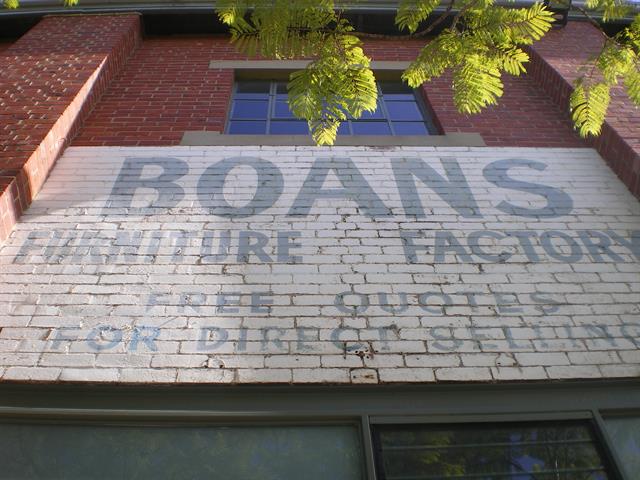 BOANS
FURNITURE FACTORY
FREE QUOTES
FOR DIRECT SELLING